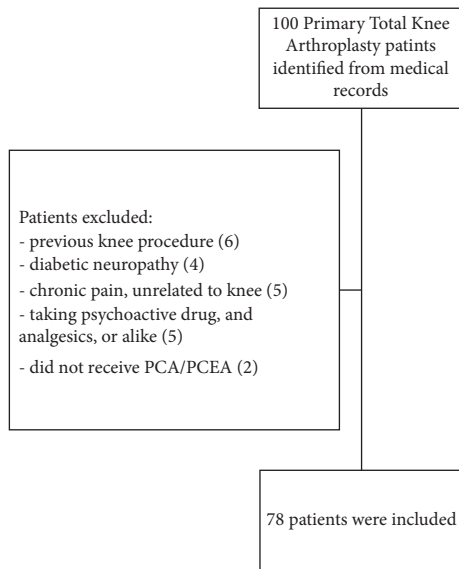 100 Primary Total Knee
Arthroplasty patints
identified from medical
records
Patients excluded:
- previous knee procedure (6)
- diabetic neuropathy (4)
- chronic pain, unrelated to knee (5)
- taking psychoactive drug, and
analgesics, or alike (5)
- did not receive PCA/PCEA (2)
78 patients were included